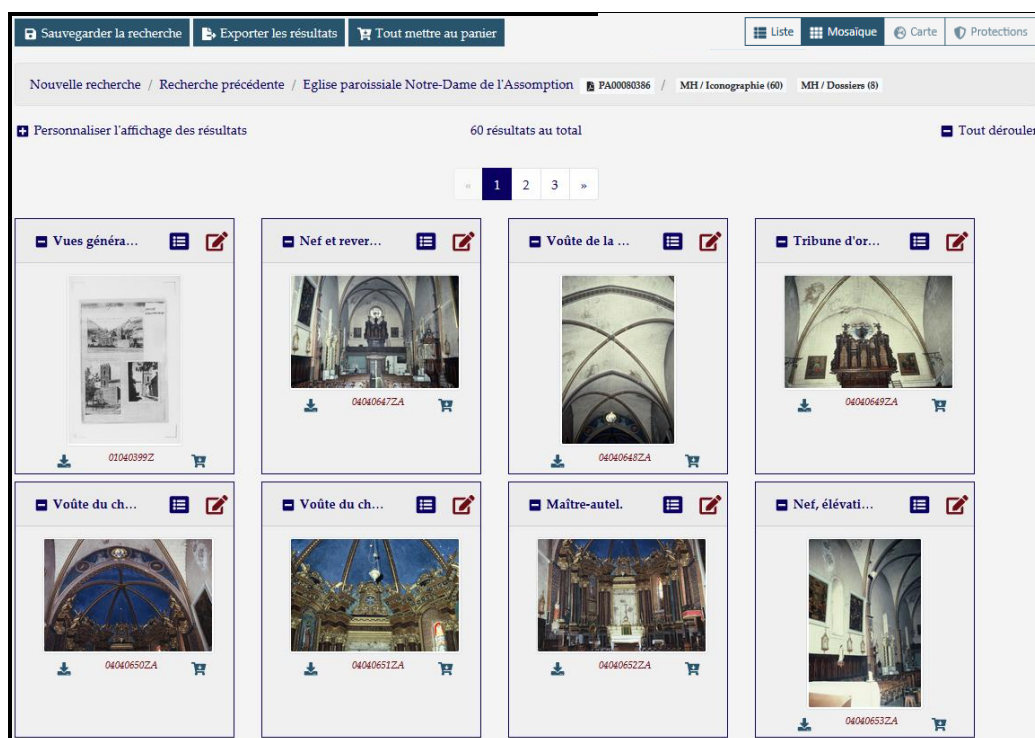 Sauvegarder la recherche Exporter les résultats Tout mettre au panier Liste Mosaïque Carte Protections
Nouvelle recherche / Recherche précédente / Eglise paroissiale Notre-Dame de l'Assomption PA00080386 / MH / Iconographie (60) MH / Dossiers (8)
Personnaliser l'affichage des résultats 60 résultats au total Tout dérouler
« 1 2 3 »
Vues généra... Nef et rever... Voûte de la ... Tribune d'or...
04040647ZA 04040649ZA
01040399Z 04040648ZA
Voûte du ch... Voûte du ch... Maître-autel. Nef, élévati...
04040650ZA 04040651ZA 04040652ZA
04040653ZA